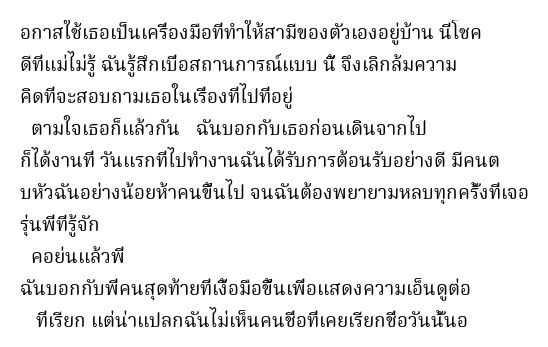 อกาสใช้เธอเป็นเครื่องมือที่ทำให้สามีของตัวเองอยู่บ้าน นี่โชค
ดีที่แม่ไม่รู้ ฉันรู้สึกเบื่อสถานการณ์แบบ นี้ จึงเลิกล้มความ
คิดที่จะสอบถามเธอในเรื่องที่ไปที่อยู่
ตามใจเธอก็แล้วกัน ฉันบอกกับเธอก่อนเดินจากไป
ก็ได้งานที วันแรกที่ไปทำงานฉันได้รับการต้อนรับอย่างดี มีคนต
บหัวฉันอย่างน้อยห้าคนขึ้นไป จนฉันต้องพยายามหลบทุกครั้งที่เจอ
รุ่นพี่ที่รู้จัก
คอย่นแล้วพี่
ฉันบอกกับพี่คนสุดท้ายที่เงื้อมือขึ้นเพื่อแสดงความเอ็นดูต่อ
ที่เรียก แต่น่าแปลกฉันไม่เห็นคนชื่อที่เคยเรียกชื่อวันนั้นอ